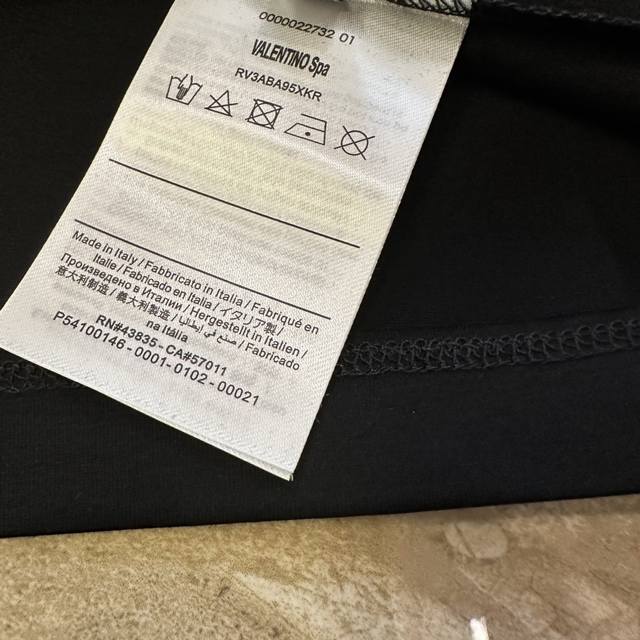 0000022732 01
VALENTINO Spa
RV3ABA95XKR
Made in Italy / Fabbricato in Italia / Fabriqué en
Italie / Fabricado en Italia / イタリア製 /
Произведено в Италии / Hergestellt in Italien /
意大利制造 / 義大利製造 / صنع في إيطاليا / Fabricado
na Itália
RN#43635 - CA#57011
P54100146 - 0001 - 0102 - 00021